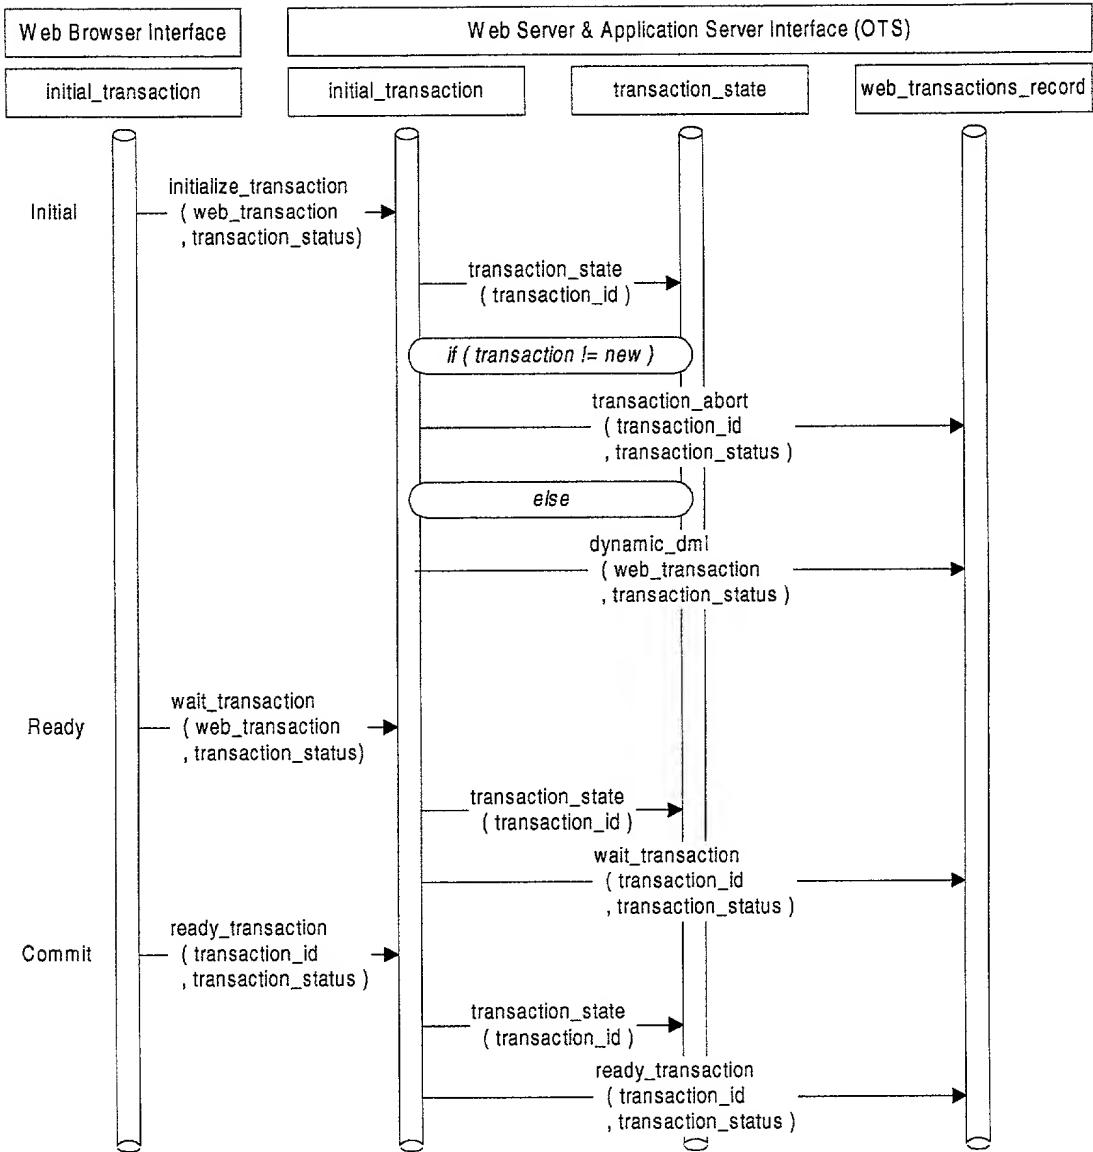 Web Browser Interface
Web Server & Application Server Interface (OTS)
initial_transaction
initial_transaction
transaction_state
web_transactions_record
Initial
initialize_transaction
( web_transaction
, transaction_status)
transaction_state
( transaction_id )
if ( transaction != new )
transaction_abort
( transaction_id
, transaction_status )
else
dynamic_dml
( web_transaction
, transaction_status )
Ready
wait_transaction
( web_transaction
, transaction_status)
transaction_state
( transaction_id )
wait_transaction
( transaction_id
, transaction_status )
Commit
ready_transaction
( transaction_id
, transaction_status )
transaction_state
( transaction_id )
ready_transaction
( transaction_id
, transaction_status )